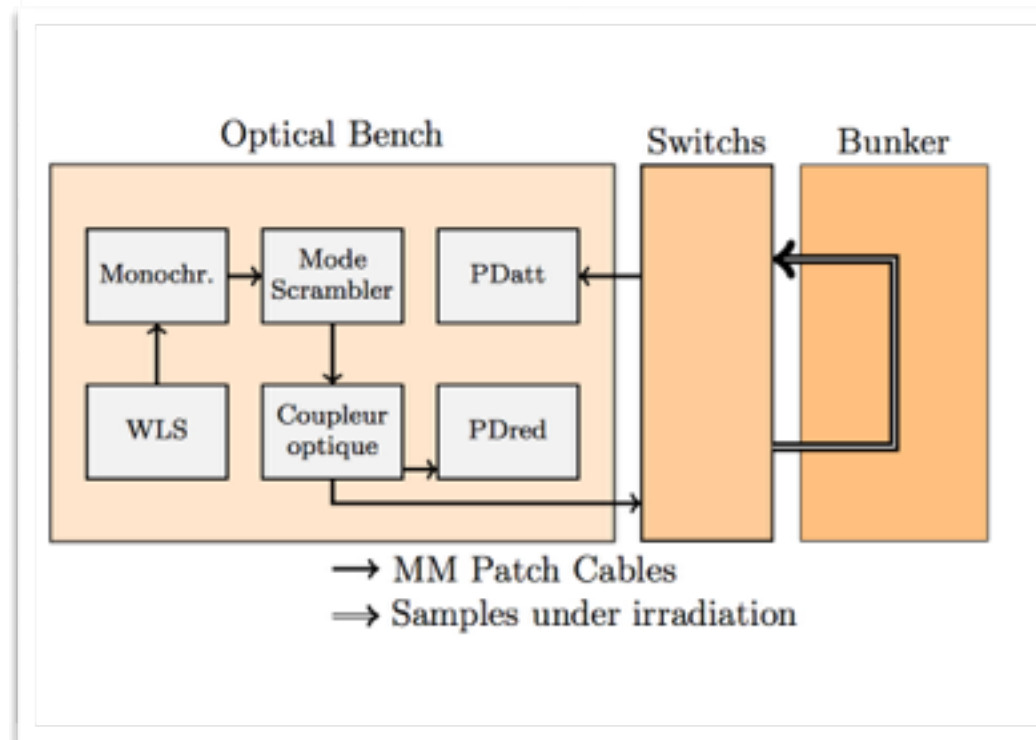 Optical Bench
Switchs
Bunker
Monochr.
Mode
Scrambler
PDatt
WLS
Coupleur
optique
PDred
MM Patch Cables
Samples under irradiation